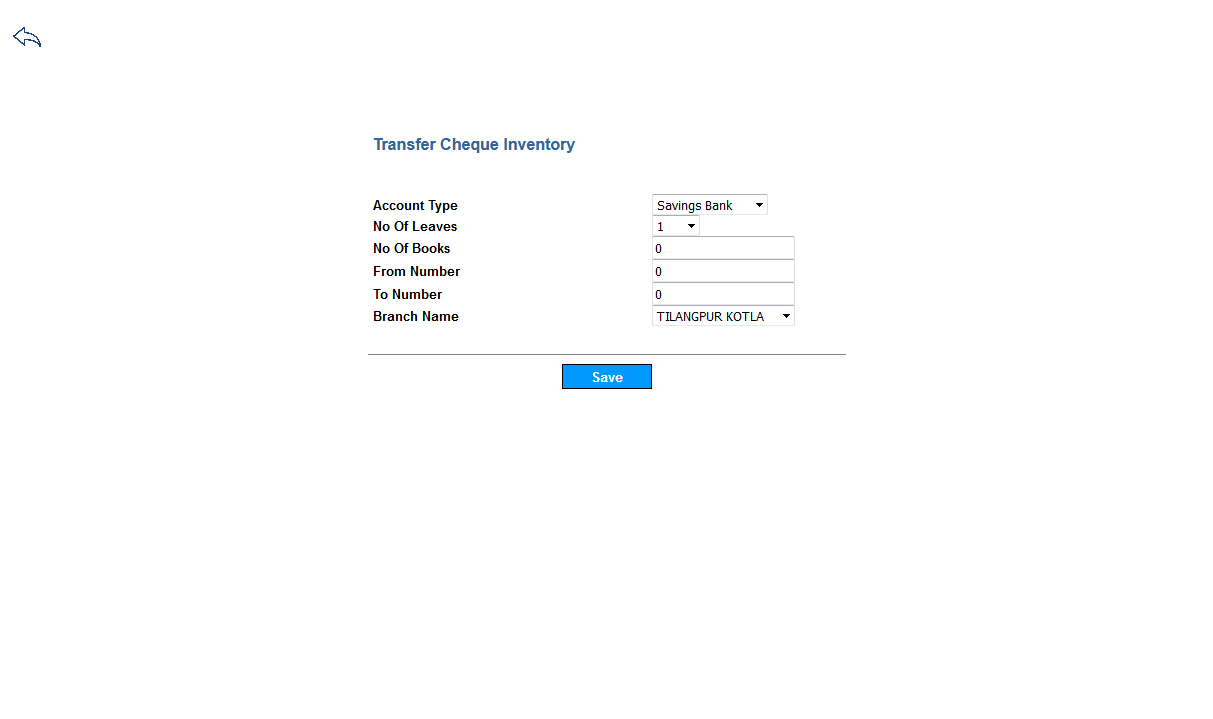 Transfer Cheque Inventory
Account Type Savings Bank
No Of Leaves 1
No Of Books 0
From Number 0
To Number 0
Branch Name TILANGPUR KOTLA
Save